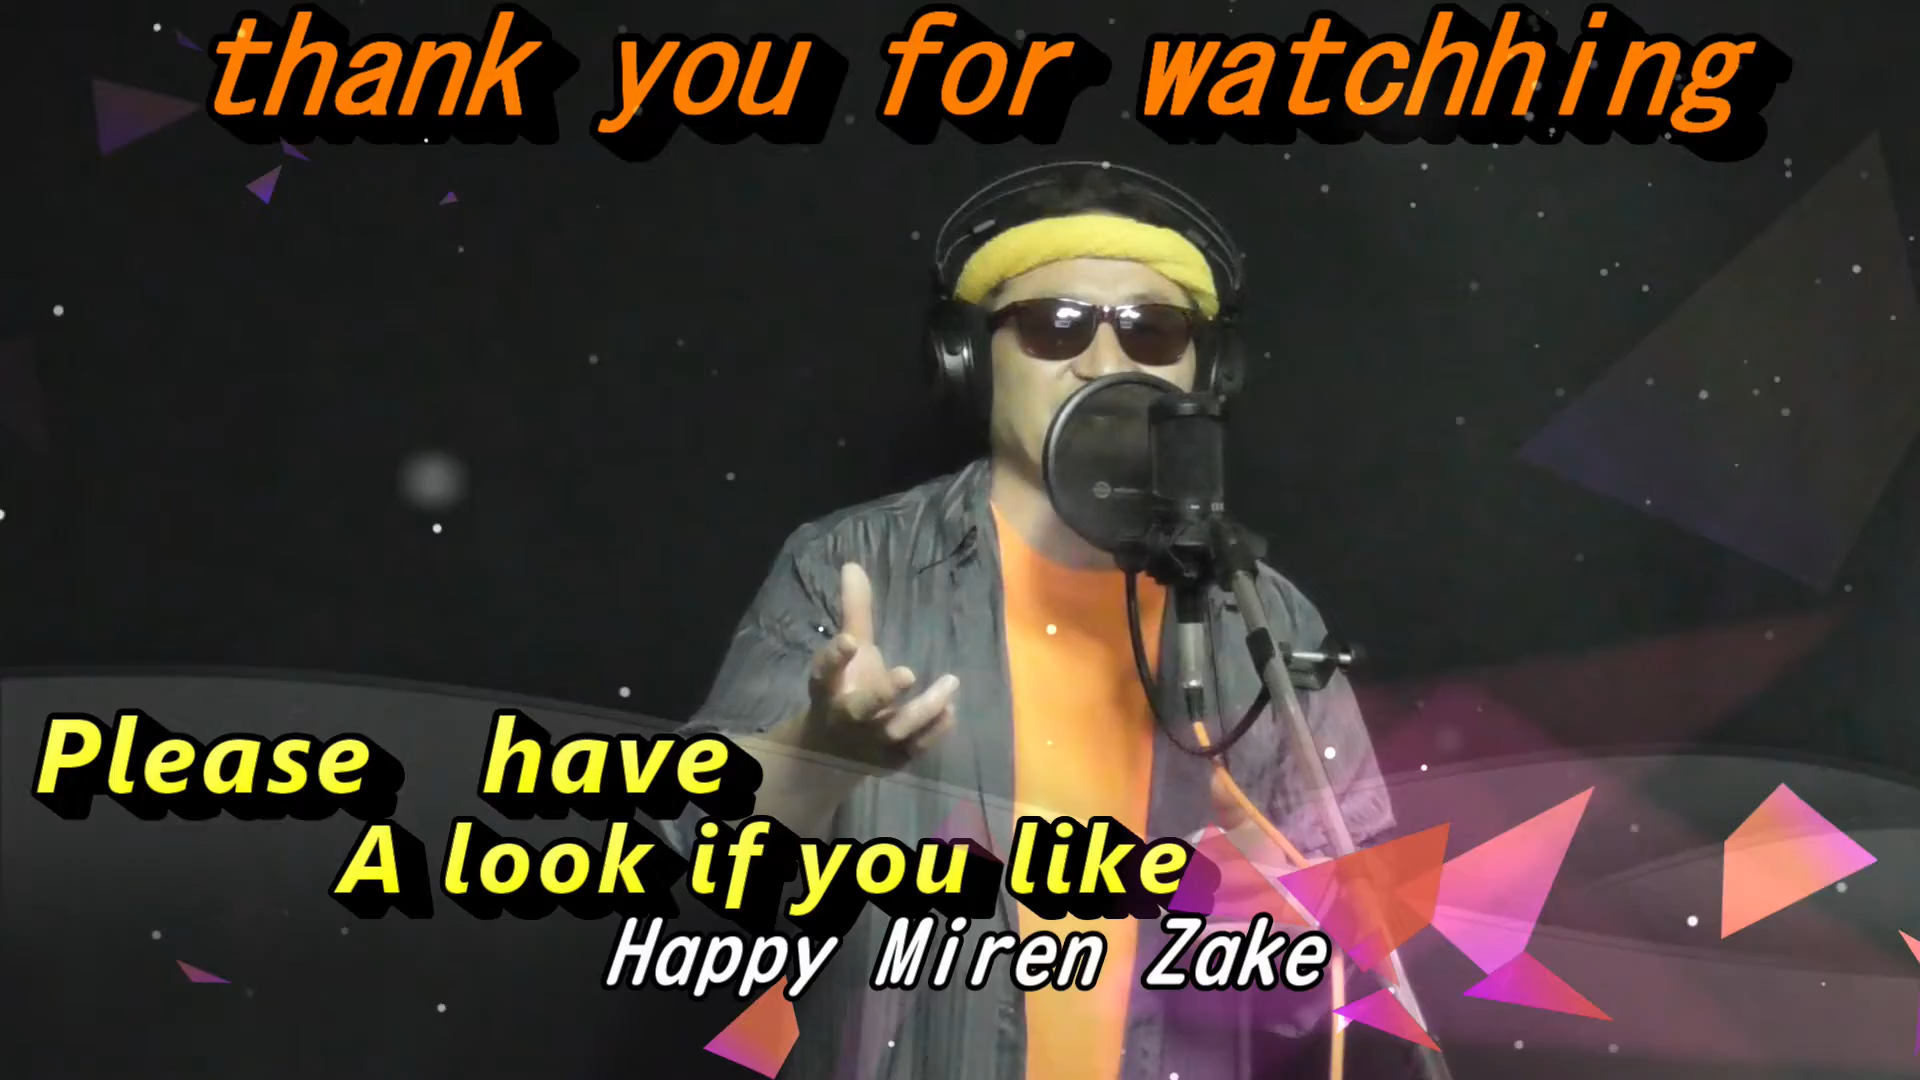 thank you for watchhing
Please have
A look if you like
Happy Miren Zake